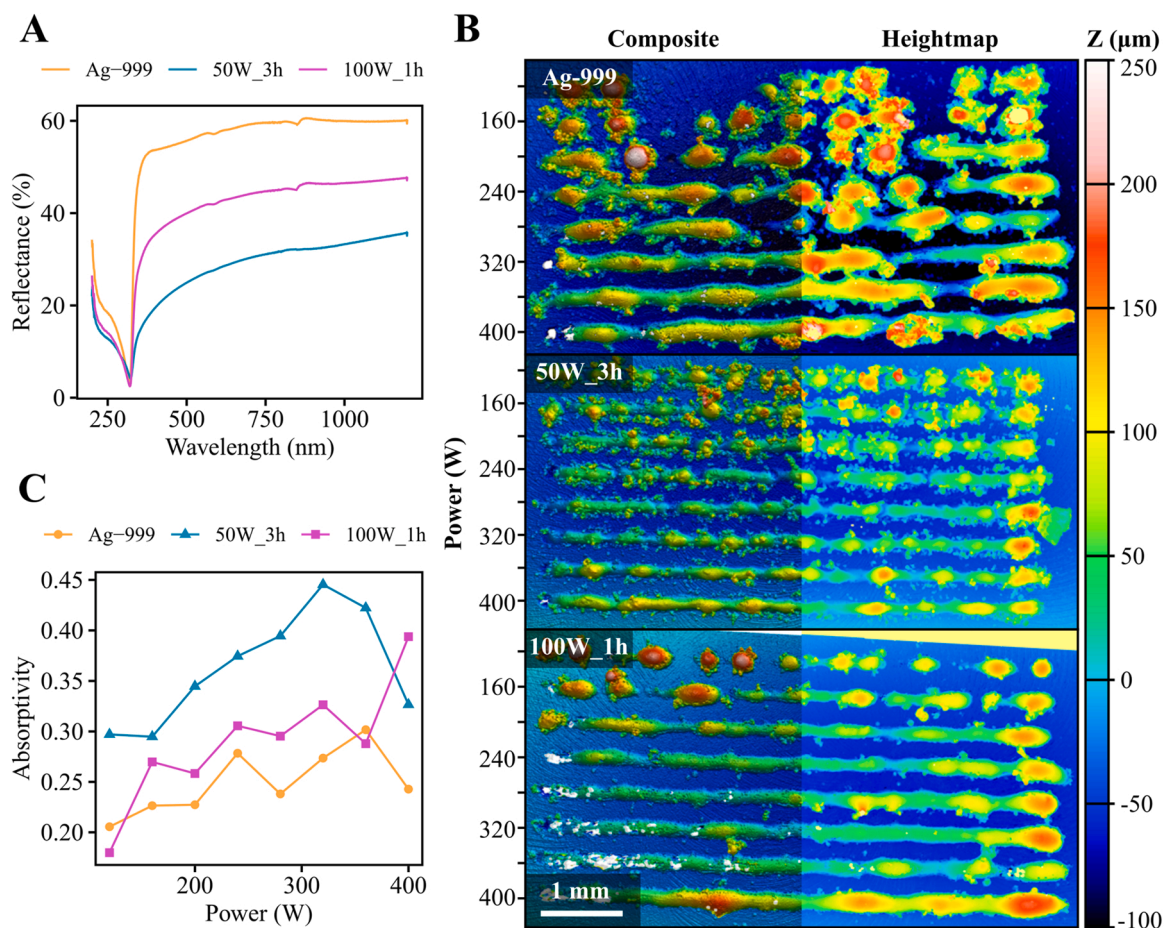 A
Ag−999 50W_3h 100W_1h
60
40
20
0
Reflectance (%)
250 500 750 1000
Wavelength (nm)
C
Ag−999 50W_3h 100W_1h
0.45
0.40
0.35
0.30
0.25
0.20
Absorptivity
200 300 400
Power (W)
B
Composite Heightmap Z (μm)
Ag-999
160
240
320
400
50W_3h
160
240
320
400
100W_1h
160
240
320
400
1 mm
Power (W)
250
200
150
100
50
0
-50
-100